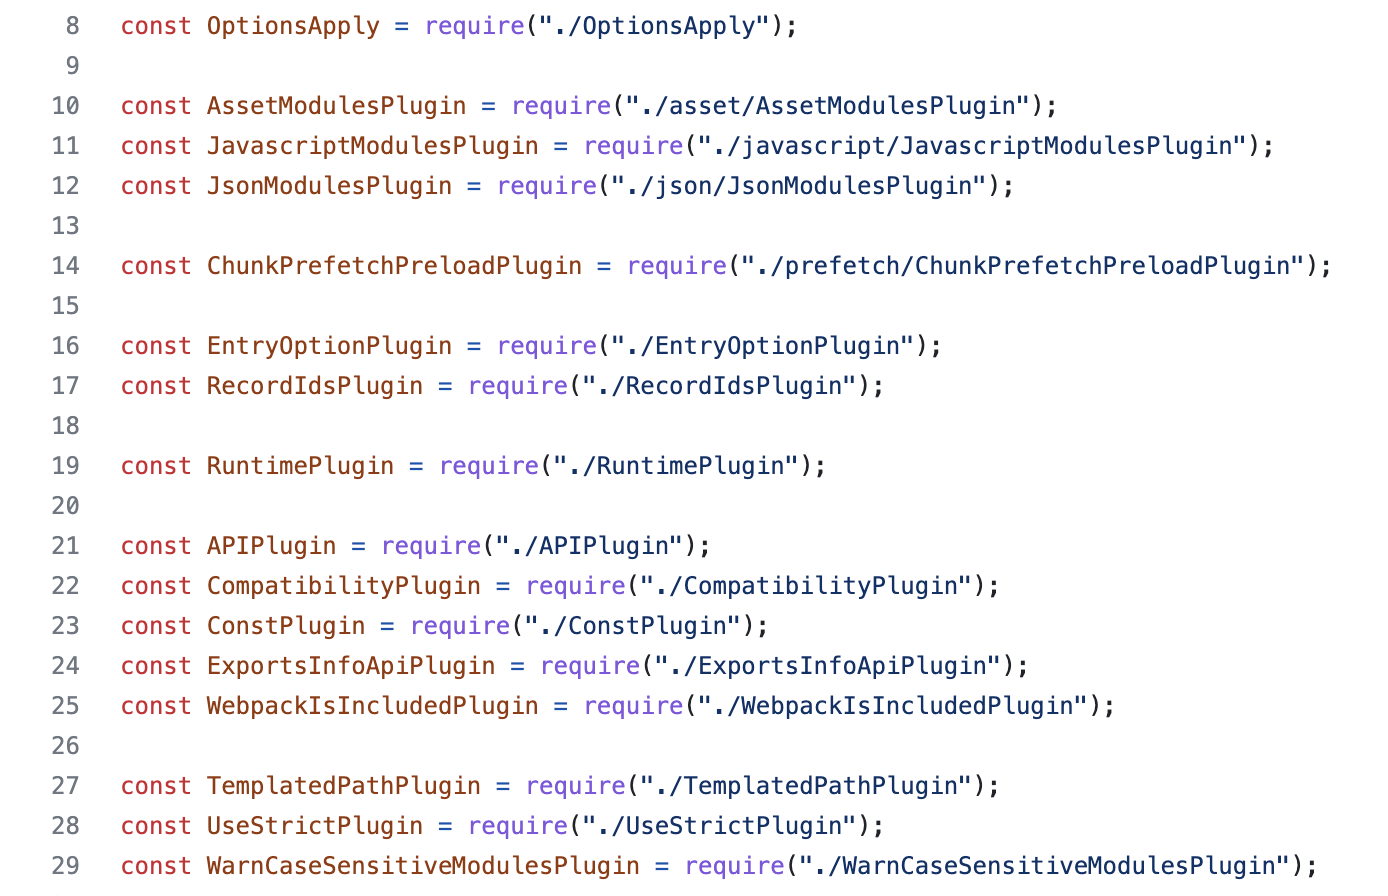 8 const OptionsApply = require("./OptionsApply");
9
10 const AssetModulesPlugin = require("./asset/AssetModulesPlugin");
11 const JavascriptModulesPlugin = require("./javascript/JavascriptModulesPlugin");
12 const JsonModulesPlugin = require("./json/JsonModulesPlugin");
13
14 const ChunkPrefetchPreloadPlugin = require("./prefetch/ChunkPrefetchPreloadPlugin");
15
16 const EntryOptionPlugin = require("./EntryOptionPlugin");
17 const RecordIdsPlugin = require("./RecordIdsPlugin");
18
19 const RuntimePlugin = require("./RuntimePlugin");
20
21 const APIPlugin = require("./APIPlugin");
22 const CompatibilityPlugin = require("./CompatibilityPlugin");
23 const ConstPlugin = require("./ConstPlugin");
24 const ExportsInfoApiPlugin = require("./ExportsInfoApiPlugin");
25 const WebpackIsIncludedPlugin = require("./WebpackIsIncludedPlugin");
26
27 const TemplatedPathPlugin = require("./TemplatedPathPlugin");
28 const UseStrictPlugin = require("./UseStrictPlugin");
29 const WarnCaseSensitiveModulesPlugin = require("./WarnCaseSensitiveModulesPlugin");